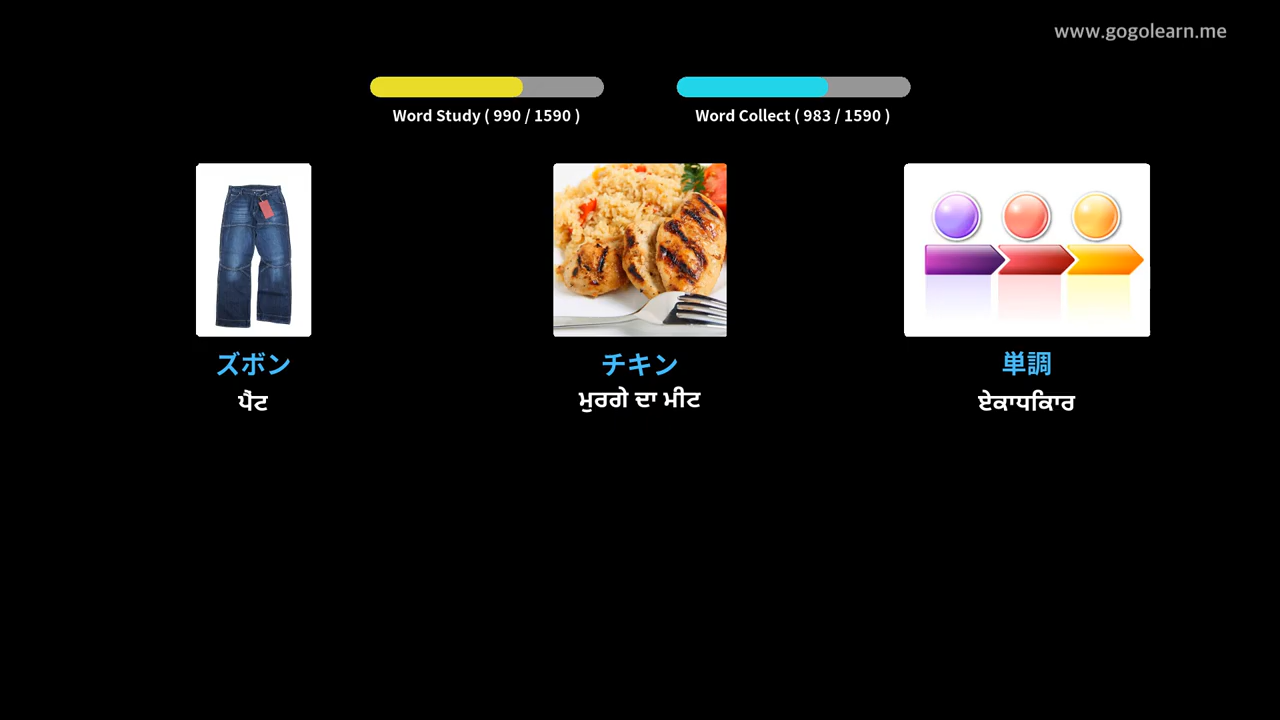 www.gogolearn.me
Word Study ( 990 / 1590 )
Word Collect ( 983 / 1590 )
ズボン
チキン
単調
ਪੈਂਟ
ਮੁਰਗੇ ਦਾ ਮੀਟ
ਏਕਾਧਕਿਾਰ